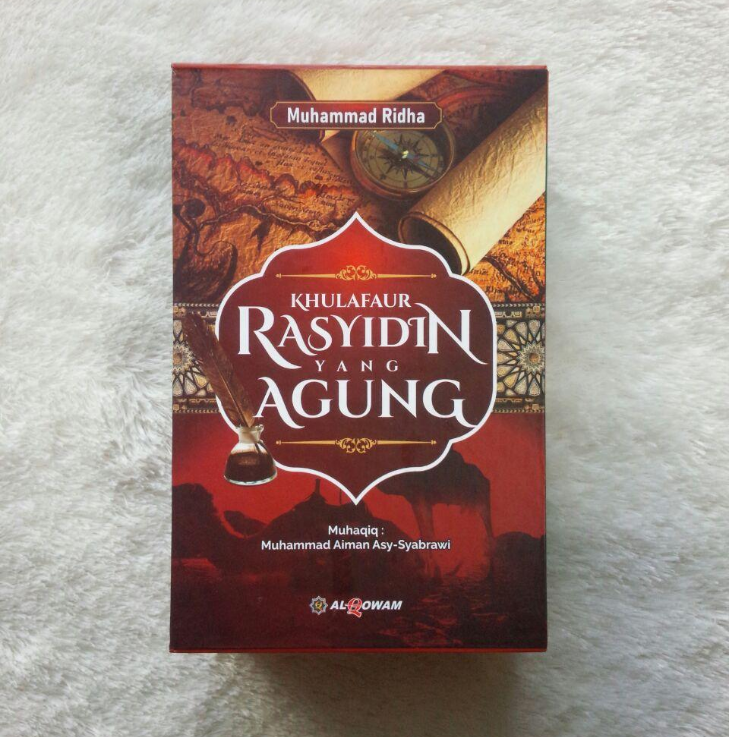 Muhammad Ridha
KHULAFAUR
RASYIDIN
YANG
AGUNG
Muhaqiq :
Muhammad Aiman Asy-Syabrawi
AL-QOWAM